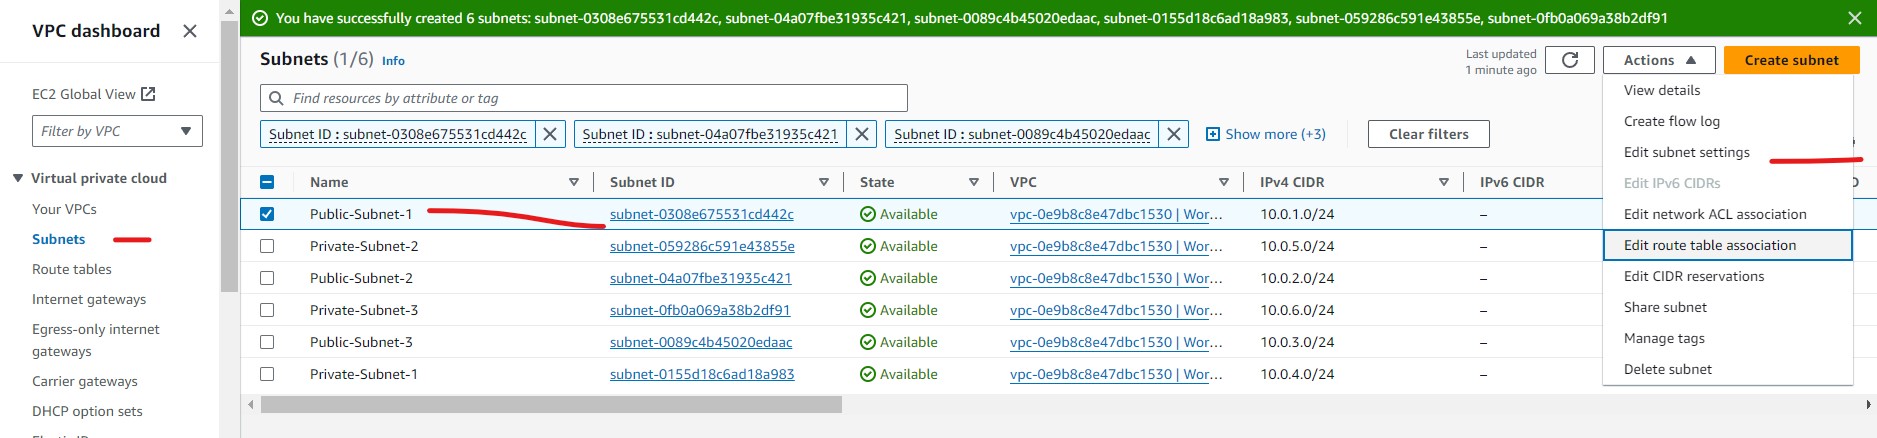 You have successfully created 6 subnets: subnet-0308e675531cd442c, subnet-04a07fbe31935c421, subnet-0089c4b45020edaac, subnet-0155d18c6ad18a983, subnet-059286c591e43855e, subnet-0fb0a069a38b2df91
VPC dashboard
EC2 Global View
Filter by VPC
Virtual private cloud
Your VPCs
Subnets
Route tables
Internet gateways
Egress-only internet
gateways
Carrier gateways
DHCP option sets
Subnets (1/6) Info
Last updated
1 minute ago
Actions
Create subnet
Find resources by attribute or tag
Subnet ID : subnet-0308e675531cd442c
Subnet ID : subnet-04a07fbe31935c421
Subnet ID : subnet-0089c4b45020edaac
Show more (+3)
Clear filters
Name Subnet ID State VPC IPv4 CIDR IPv6 CIDR
Public-Subnet-1 subnet-0308e675531cd442c Available vpc-0e9b8c8e47dbc1530 | Wor... 10.0.1.0/24 –
Private-Subnet-2 subnet-059286c591e43855e Available vpc-0e9b8c8e47dbc1530 | Wor... 10.0.5.0/24 –
Public-Subnet-2 subnet-04a07fbe31935c421 Available vpc-0e9b8c8e47dbc1530 | Wor... 10.0.2.0/24 –
Private-Subnet-3 subnet-0fb0a069a38b2df91 Available vpc-0e9b8c8e47dbc1530 | Wor... 10.0.6.0/24 –
Public-Subnet-3 subnet-0089c4b45020edaac Available vpc-0e9b8c8e47dbc1530 | Wor... 10.0.3.0/24 –
Private-Subnet-1 subnet-0155d18c6ad18a983 Available vpc-0e9b8c8e47dbc1530 | Wor... 10.0.4.0/24 –
View details
Create flow log
Edit subnet settings
Edit IPv6 CIDRs
Edit network ACL association
Edit route table association
Edit CIDR reservations
Share subnet
Manage tags
Delete subnet